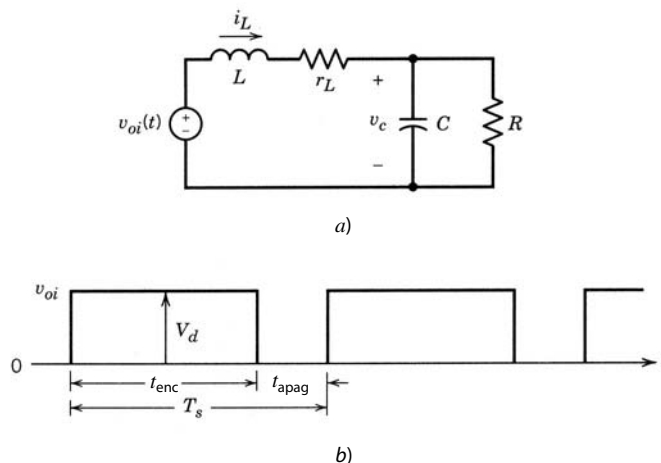 i_L
L
r_L
+
v_oi(t)
+
-
v_c
C
R
-
a)
v_oi
V_d
0
t_enc
t_apag
T_s
b)